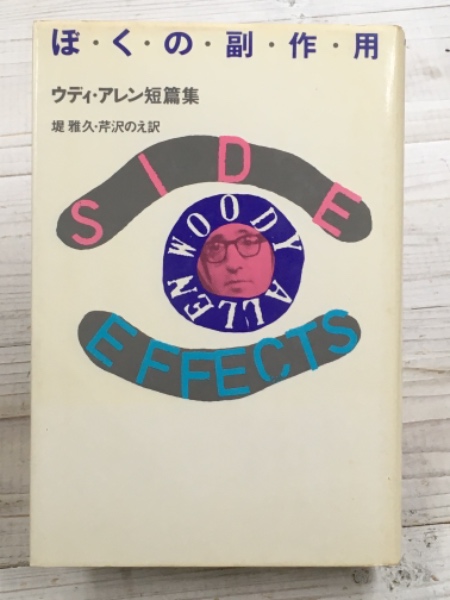 ぼ・く・の・副・作・用
ウディ・アレン短篇集
堤 雅久・芹沢のえ訳
SIDE
WOODY ALLEN
EFFECTS